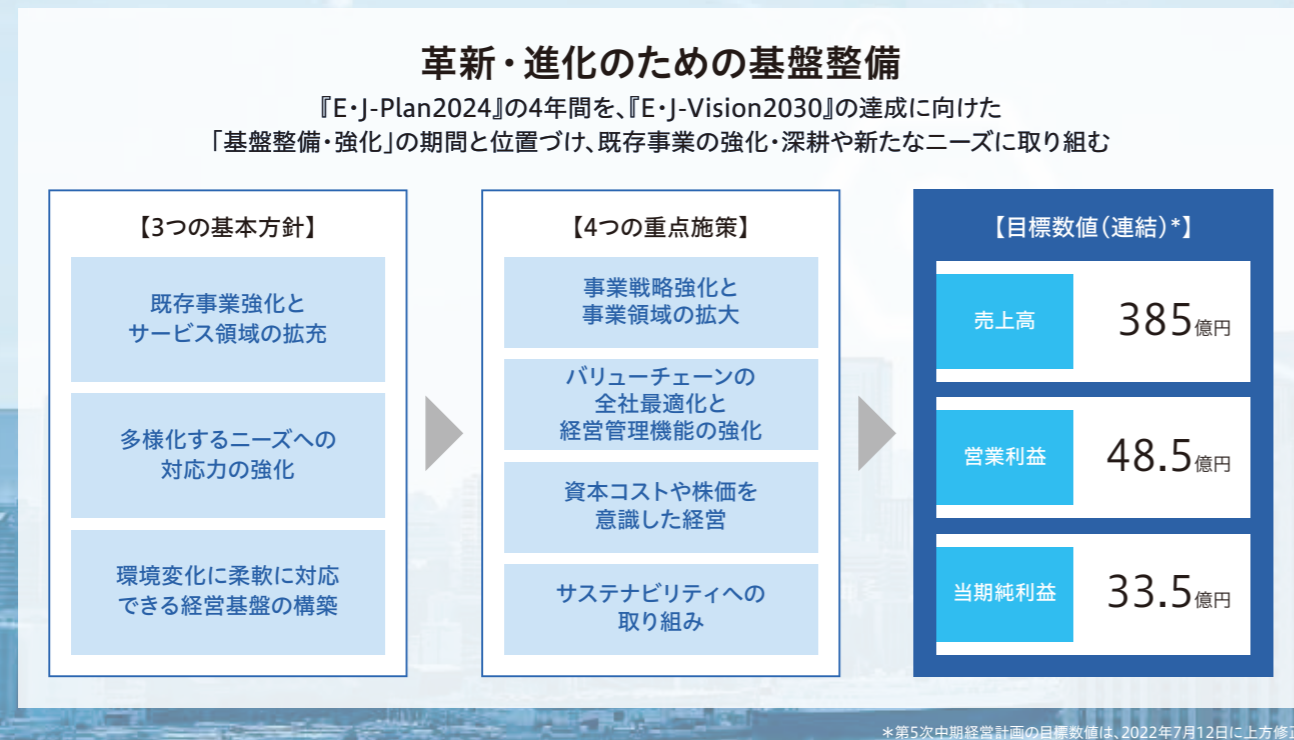 革新・進化のための基盤整備
『E・J-Plan2024』の4年間を、『E・J-Vision2030』の達成に向けた
「基盤整備・強化」の期間と位置づけ、既存事業の強化・深耕や新たなニーズに取り組む
【3つの基本方針】
既存事業強化と
サービス領域の拡充
多様化するニーズへの
対応力の強化
環境変化に柔軟に対応
できる経営基盤の構築
【4つの重点施策】
事業戦略強化と
事業領域の拡大
バリューチェーンの
全社最適化と
経営管理機能の強化
資本コストや株価を
意識した経営
サステナビリティへの
取り組み
【目標数値(連結)*】
売上高 385億円
営業利益 48.5億円
当期純利益 33.5億円
*第5次中期経営計画の目標数値は、2022年7月12日に上方修正